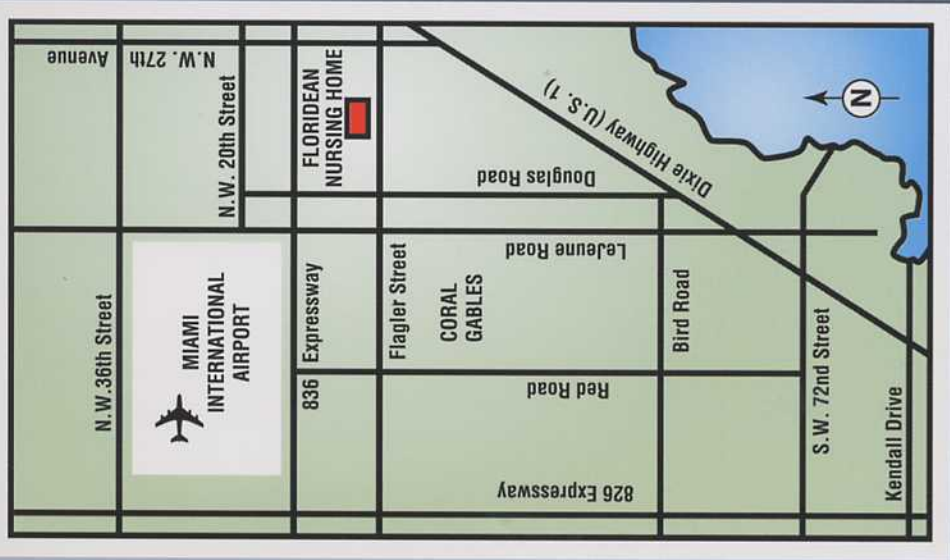 N.W. 27th Avenue
N.W.36th Street
MIAMI
INTERNATIONAL
AIRPORT
N.W. 20th Street
836 Expressway
FLORIDEAN
NURSING HOME
Flagler Street
CORAL
GABLES
826 Expressway
Red Road
LeJeune Road
Douglas Road
Dixie Highway (U.S. 1)
Bird Road
S.W. 72nd Street
Kendall Drive
N